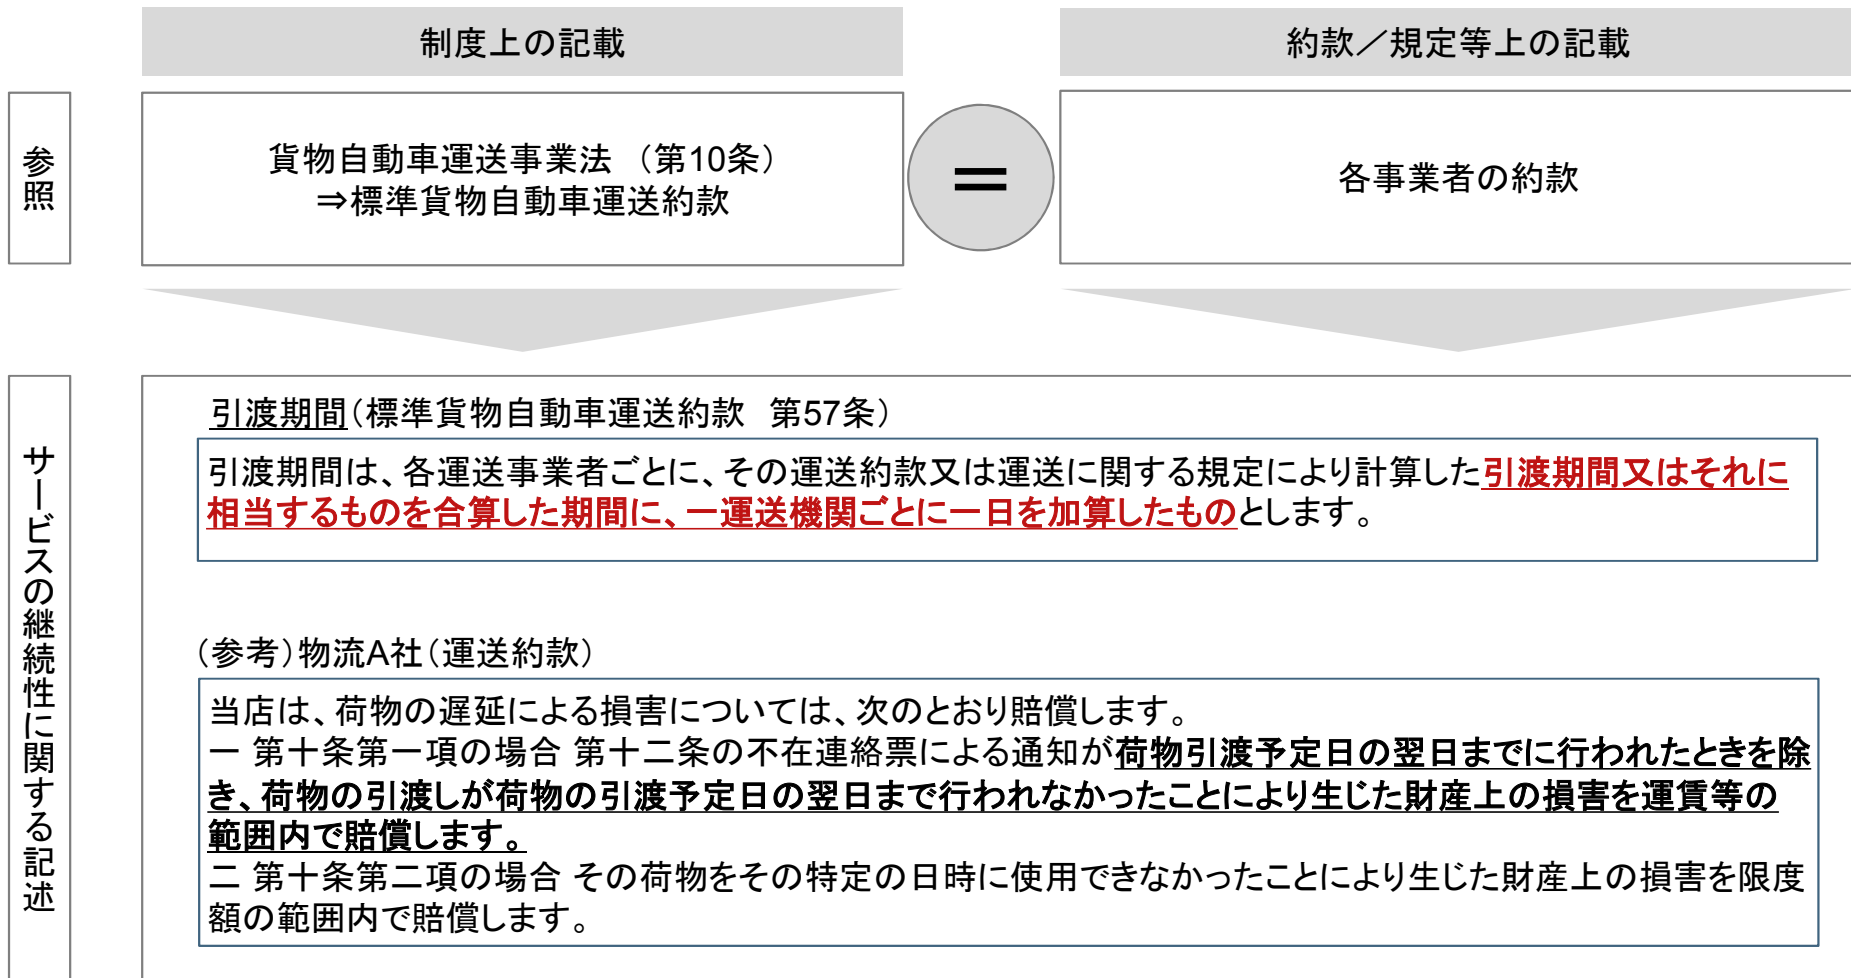 制度上の記載
約款／規定等上の記載
参照
貨物自動車運送事業法 （第10条）
⇒標準貨物自動車運送約款
＝
各事業者の約款
サービスの継続性に関する記述
引渡期間（標準貨物自動車運送約款 第57条）
引渡期間は、各運送事業者ごとに、その運送約款又は運送に関する規定により計算した引渡期間又はそれに
相当するものを合算した期間に、一運送機関ごとに一日を加算したものとします。
（参考）物流A社（運送約款）
当店は、荷物の遅延による損害については、次のとおり賠償します。
一 第十条第一項の場合 第十二条の不在連絡票による通知が荷物引渡予定日の翌日までに行われたときを除
き、荷物の引渡しが荷物の引渡予定日の翌日まで行われなかったことにより生じた財産上の損害を運賃等の
範囲内で賠償します。
二 第十条第二項の場合 その荷物をその特定の日時に使用できなかったことにより生じた財産上の損害を限度
額の範囲内で賠償します。